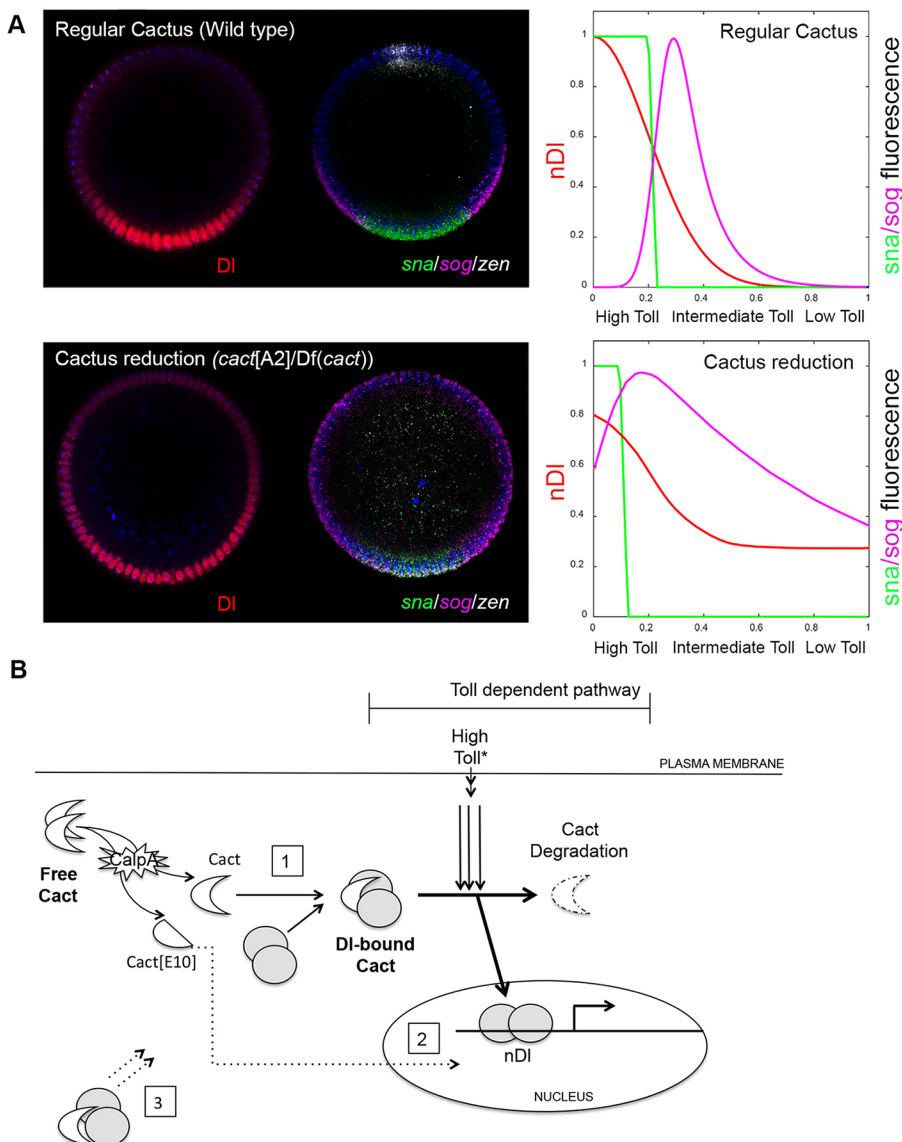 A
Regular Cactus (Wild type)
Dl
sna/sog/zen
Regular Cactus
nDl
sna/sog fluorescence
1
0.8
0.6
0.4
0.2
0
0 0.2 0.4 0.6 0.8 1
High Toll Intermediate Toll Low Toll
Cactus reduction (cact[A2]/Df(cact))
Dl
sna/sog/zen
Cactus reduction
nDl
sna/sog fluorescence
1
0.8
0.6
0.4
0.2
0
0 0.2 0.4 0.6 0.8 1
High Toll Intermediate Toll Low Toll
B
Toll dependent pathway
High
Toll*
PLASMA MEMBRANE
CalpA
Free
Cact
Cact
1
Cact
Degradation
Cact[E10]
Dl-bound
Cact
2
nDl
NUCLEUS
3